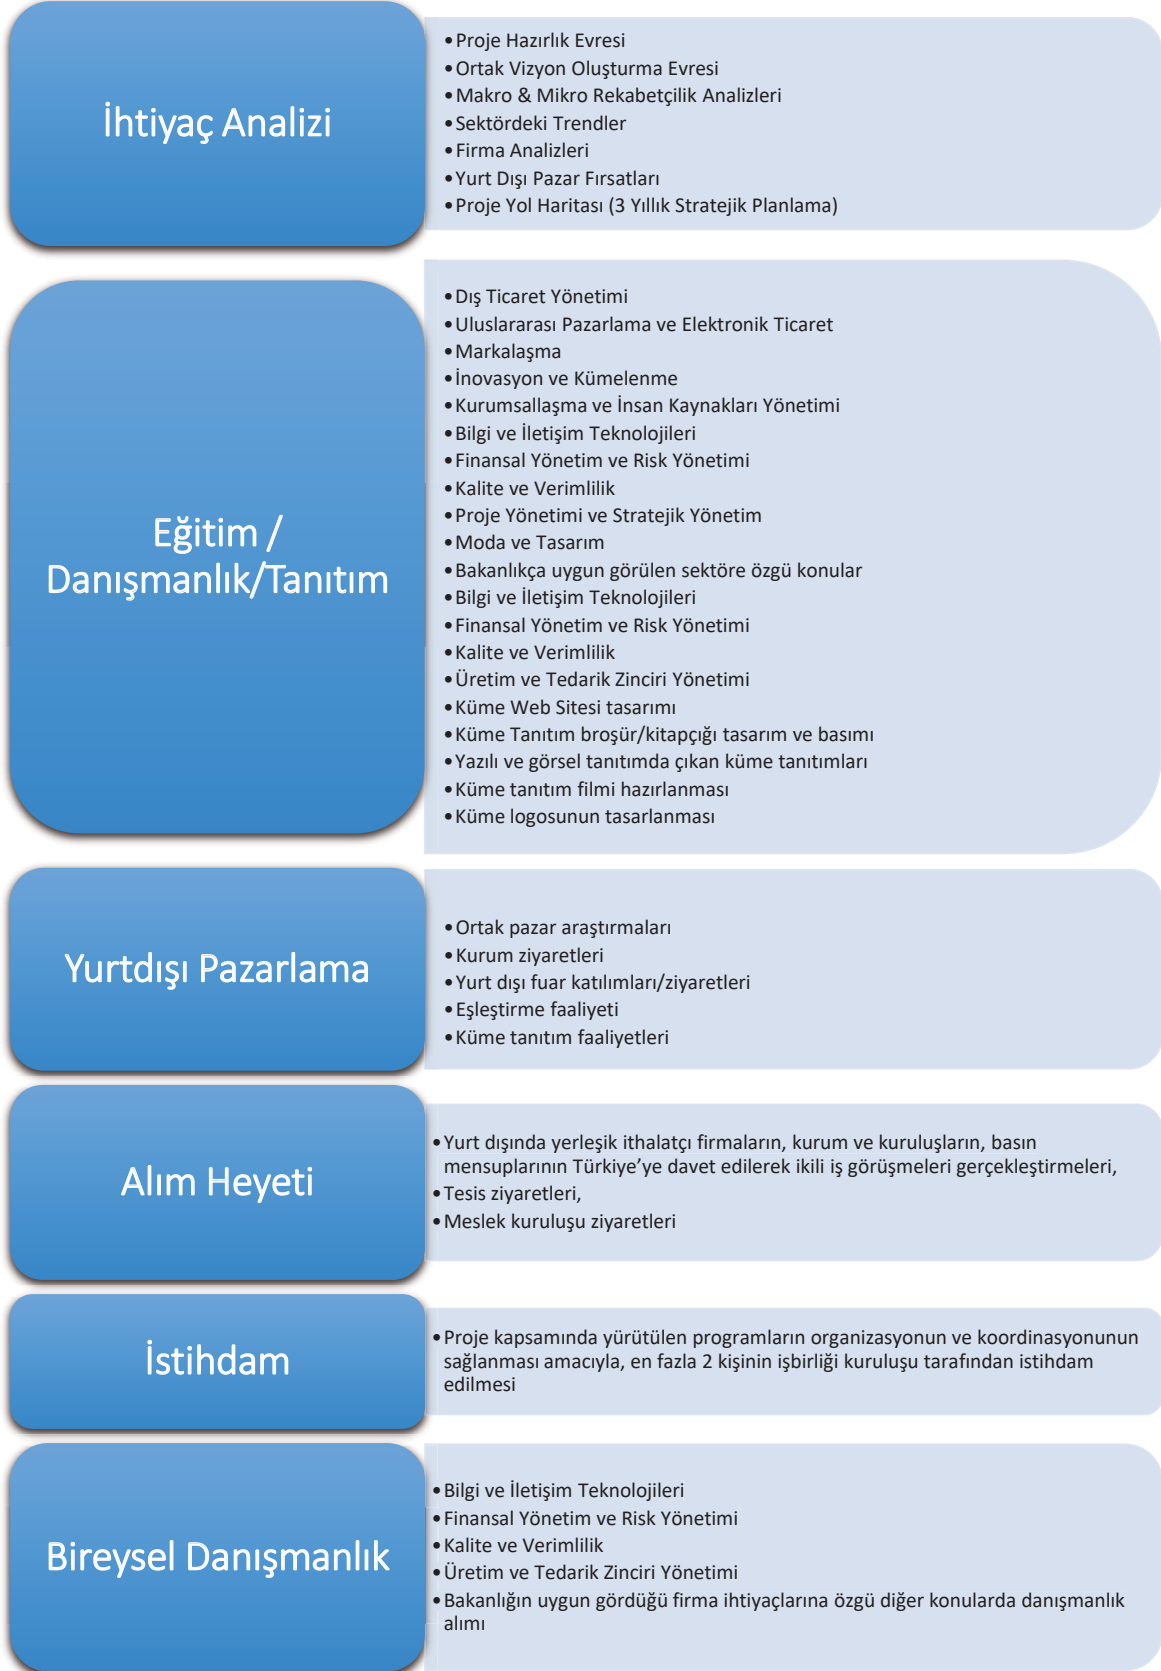 İhtiyaç Analizi
•Proje Hazırlık Evresi
•Ortak Vizyon Oluşturma Evresi
•Makro & Mikro Rekabetçilik Analizleri
•Sektördeki Trendler
•Firma Analizleri
•Yurt Dışı Pazar Fırsatları
•Proje Yol Haritası (3 Yıllık Stratejik Planlama)
Eğitim /
Danışmanlık/Tanıtım
•Dış Ticaret Yönetimi
•Uluslararası Pazarlama ve Elektronik Ticaret
•Markalaşma
•İnovasyon ve Kümelenme
•Kurumsallaşma ve İnsan Kaynakları Yönetimi
•Bilgi ve İletişim Teknolojileri
•Finansal Yönetim ve Risk Yönetimi
•Kalite ve Verimlilik
•Proje Yönetimi ve Stratejik Yönetim
•Moda ve Tasarım
•Bakanlıkça uygun görülen sektöre özgü konular
•Bilgi ve İletişim Teknolojileri
•Finansal Yönetim ve Risk Yönetimi
•Kalite ve Verimlilik
•Üretim ve Tedarik Zinciri Yönetimi
•Küme Web Sitesi tasarımı
•Küme Tanıtım broşür/kitapçığı tasarım ve basımı
•Yazılı ve görsel tanıtımda çıkan küme tanıtımları
•Küme tanıtım filmi hazırlanması
•Küme logosunun tasarlanması
Yurtdışı Pazarlama
•Ortak pazar araştırmaları
•Kurum ziyaretleri
•Yurt dışı fuar katılımları/ziyaretleri
•Eşleştirme faaliyeti
•Küme tanıtım faaliyetleri
Alım Heyeti
•Yurt dışında yerleşik ithalatçı firmaların, kurum ve kuruluşların, basın
mensuplarının Türkiye’ye davet edilerek ikili iş görüşmeleri gerçekleştirmeleri,
•Tesis ziyaretleri,
•Meslek kuruluşu ziyaretleri
İstihdam
•Proje kapsamında yürütülen programların organizasyonun ve koordinasyonunun
sağlanması amacıyla, en fazla 2 kişinin işbirliği kuruluşu tarafından istihdam
edilmesi
Bireysel Danışmanlık
•Bilgi ve İletişim Teknolojileri
•Finansal Yönetim ve Risk Yönetimi
•Kalite ve Verimlilik
•Üretim ve Tedarik Zinciri Yönetimi
•Bakanlığın uygun gördüğü firma ihtiyaçlarına özgü diğer konularda danışmanlık
alımı